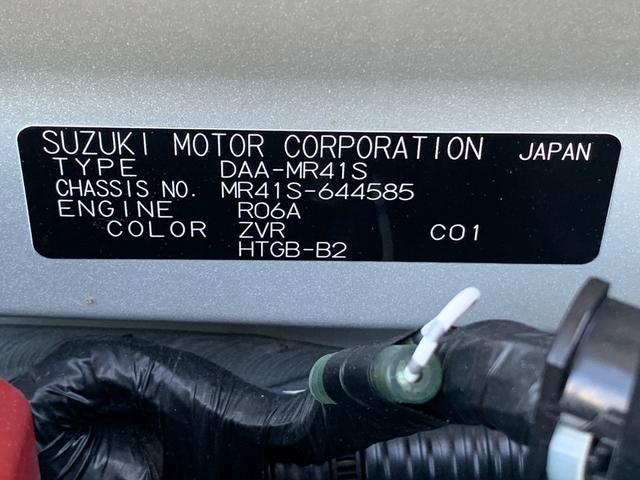 SUZUKI MOTOR CORPORATION JAPAN
TYPE DAA-MR41S
CHASSIS NO. MR41S-644585
ENGINE R06A
COLOR ZVR C01
HTGB-B2